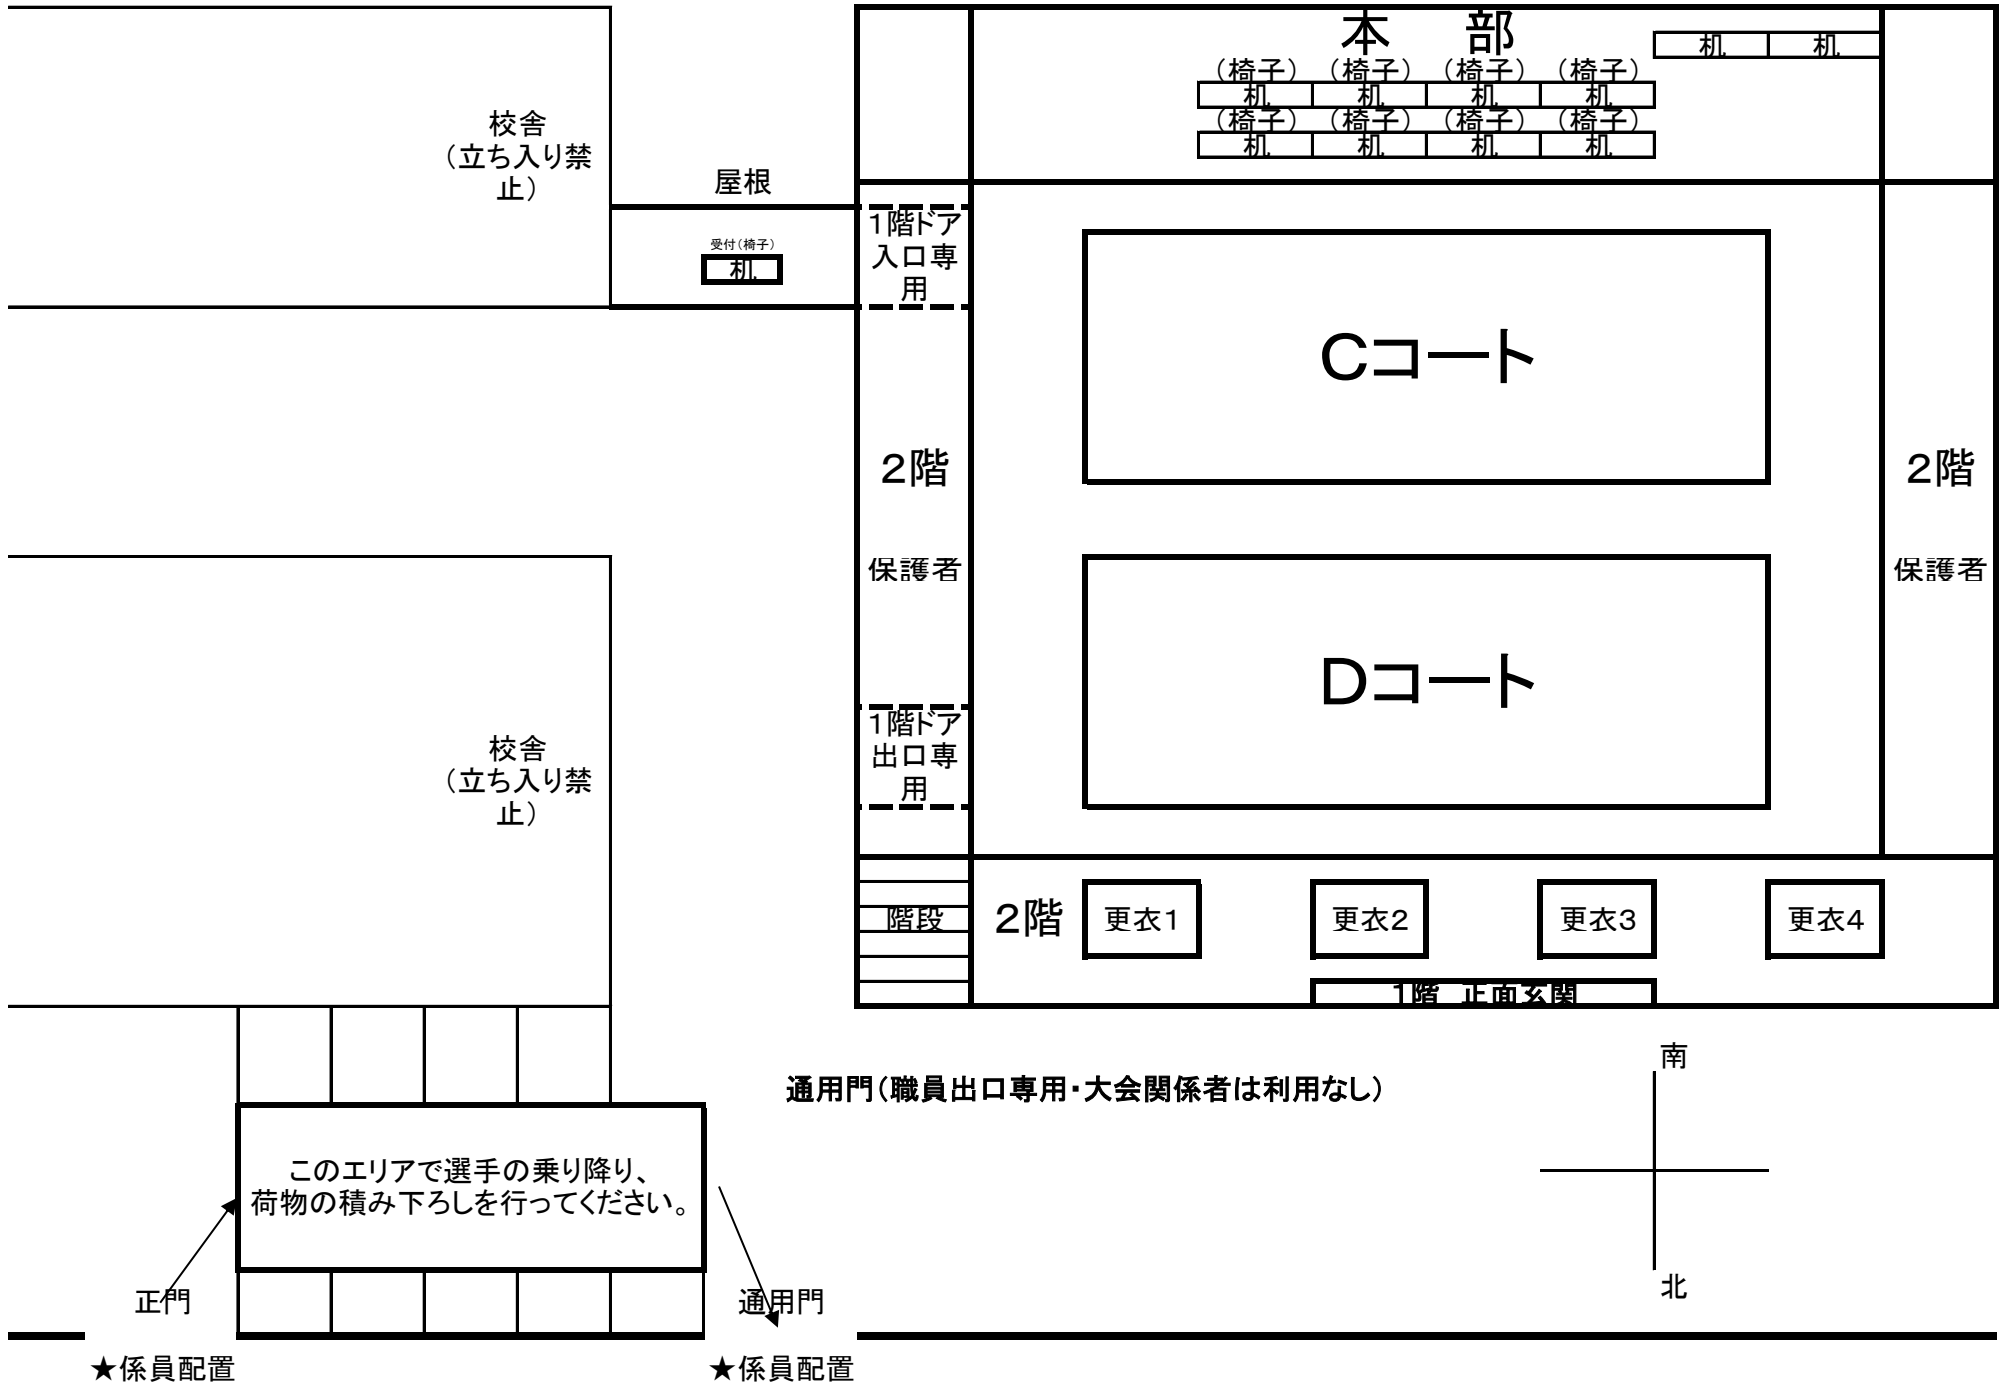 本　部
机 机
（椅子） （椅子） （椅子） （椅子）
机 机 机 机
（椅子） （椅子） （椅子） （椅子）
机 机 机 机
校舎
（立ち入り禁
止）
屋根
受付（椅子）
机
１階ドア
入口専
用
Ｃコート
２階
保護者
２階
保護者
Ｄコート
１階ドア
出口専
用
校舎
（立ち入り禁
止）
階段
２階
更衣１
更衣２
更衣３
更衣４
１階　正面玄関
通用門（職員出口専用・大会関係者は利用なし）
南
北
このエリアで選手の乗り降り、
荷物の積み下ろしを行ってください。
正門
通用門
★係員配置
★係員配置